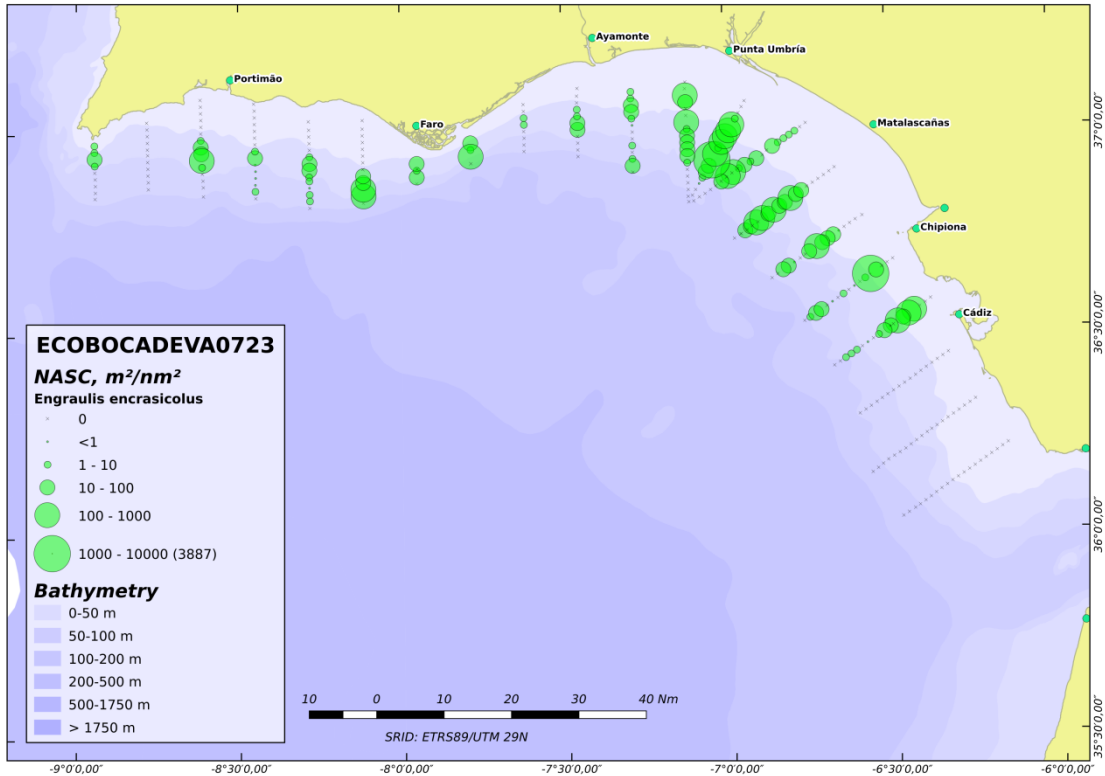 Ayamonte
Punta Umbría
Portimão
Faro
Matalascañas
Chipiona
Cádiz
37°0'0,00"
36°30'0,00"
36°0'0,00"
35°30'0,00"
ECOBOCADEVA0723
NASC, m²/nm²
Engraulis encrasicolus
0
<1
1 - 10
10 - 100
100 - 1000
1000 - 10000 (3887)
Bathymetry
0-50 m
50-100 m
100-200 m
200-500 m
500-1750 m
> 1750 m
10 0 10 20 30 40 Nm
SRID: ETRS89/UTM 29N
-9°0'0,00" -8°30'0,00" -8°0'0,00" -7°30'0,00" -7°0'0,00" -6°30'0,00" -6°0'0,00"